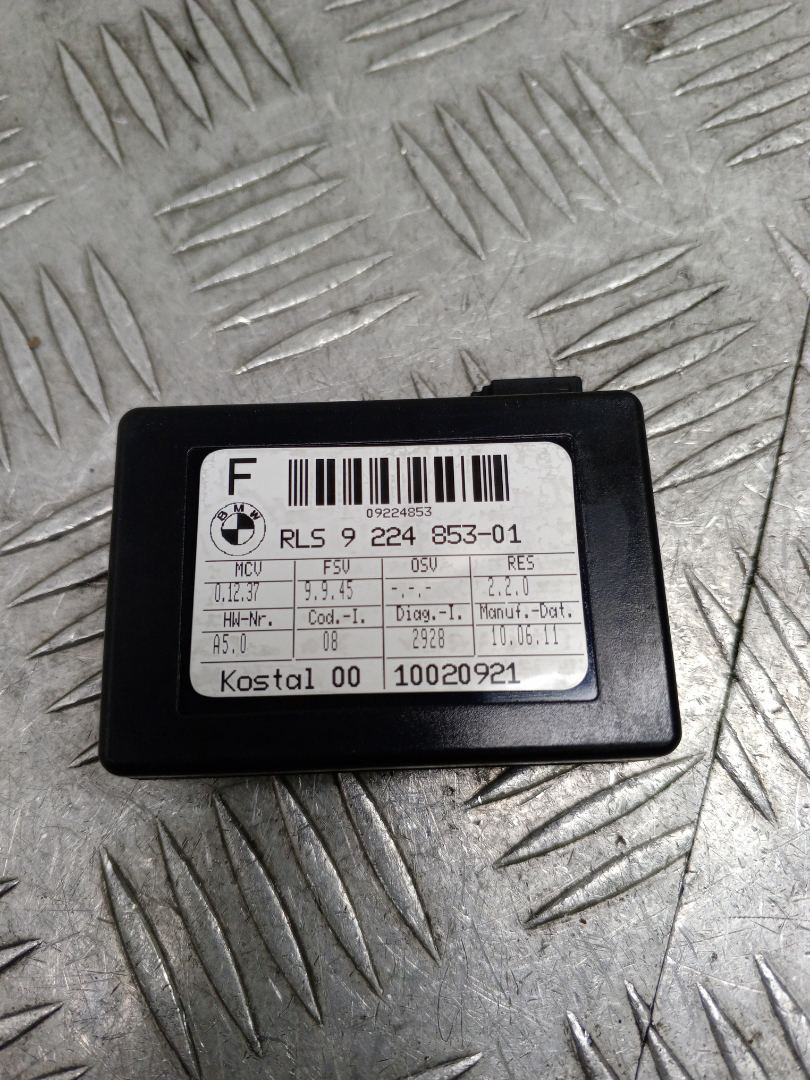 F
09224853
BMW
RLS 9 224 853-01
MCV FSV OSV RES
0.12.37 9.9.45 -.-.- 2.2.0
HW-Nr. Cod.-I. Diag.-I. Manuf.-Dat.
A5.0 08 2928 10.06.11
Kostal 00 10020921